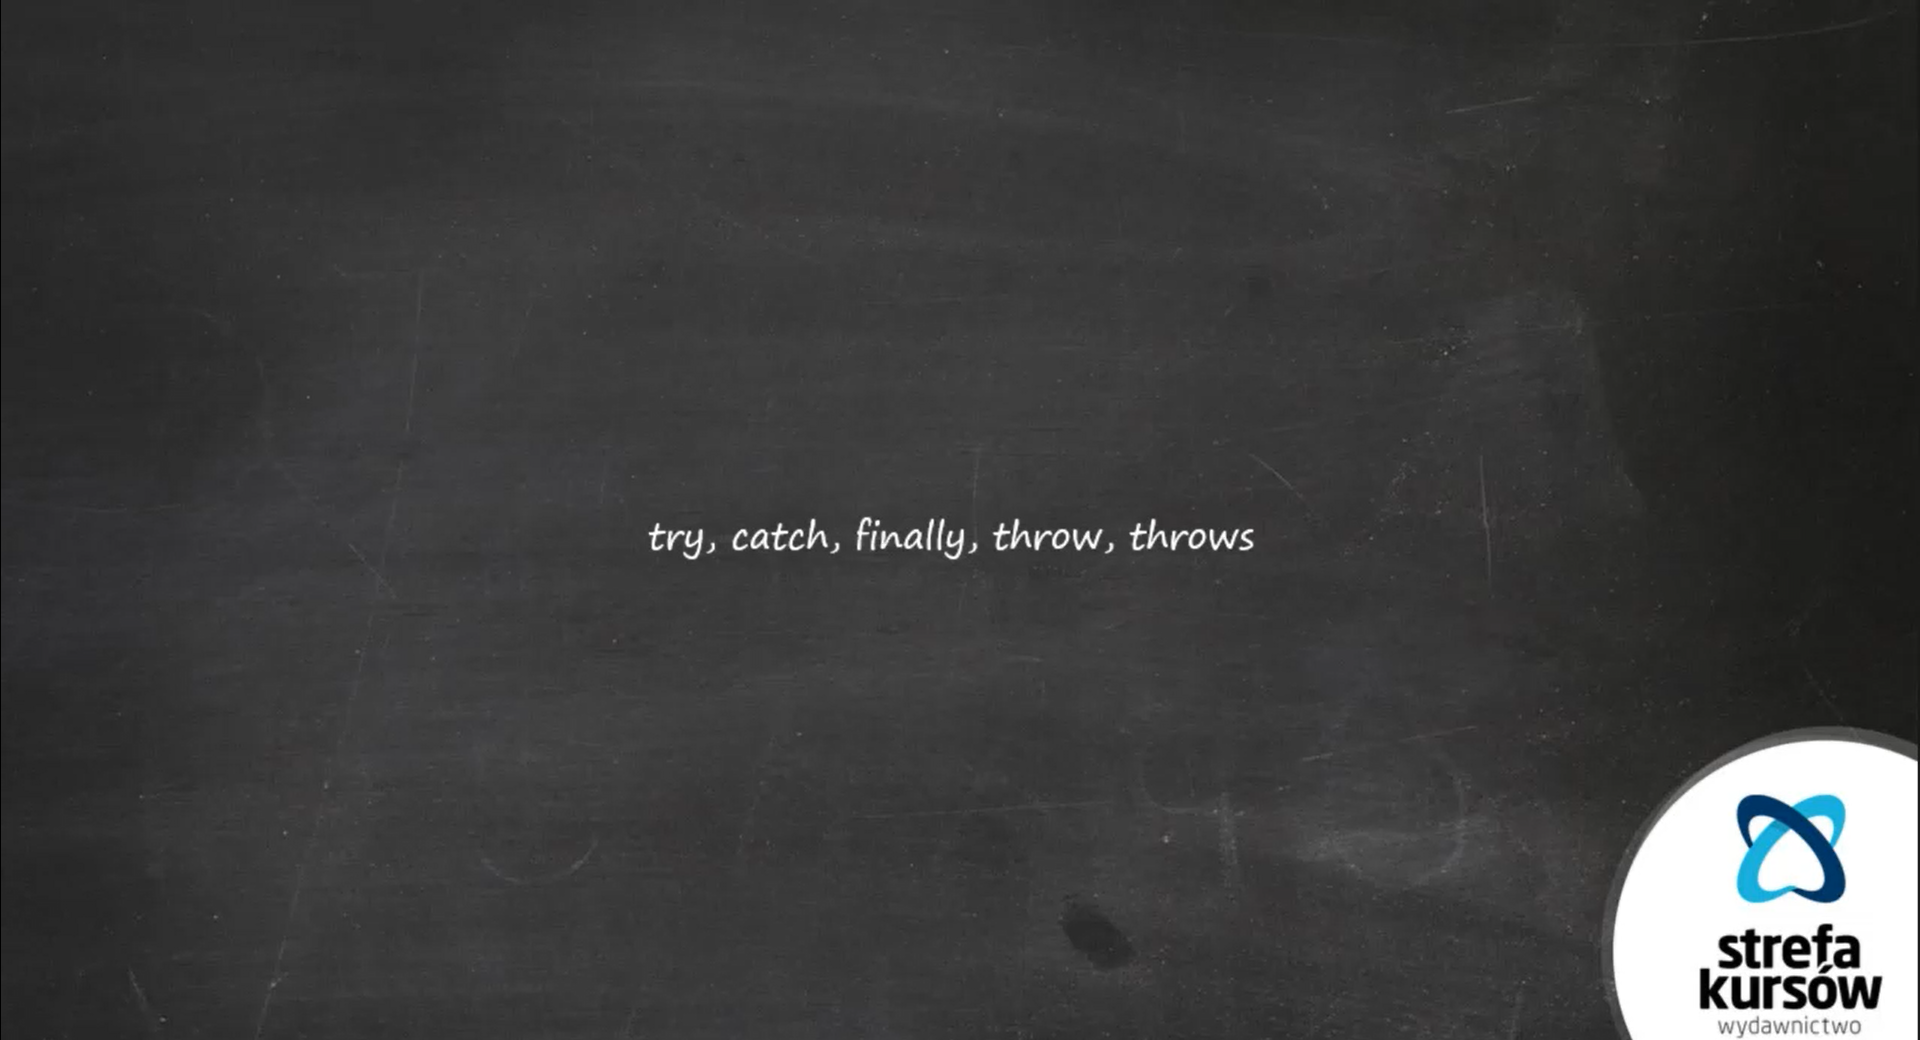 try, catch, finally, throw, throws
strefa
kursów
wydawnictwo